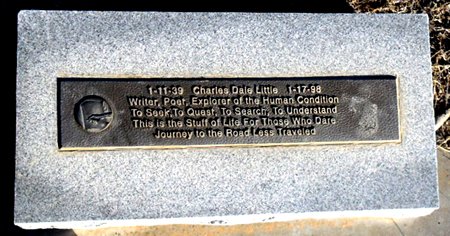 1-11-39 Charles Dale Little 1-17-98
Writer, Poet, Explorer of the Human Condition
To Seek,To Quest, To Search, To Understand
This is the Stuff of Life For Those Who Dare
Journey to the Road Less Traveled